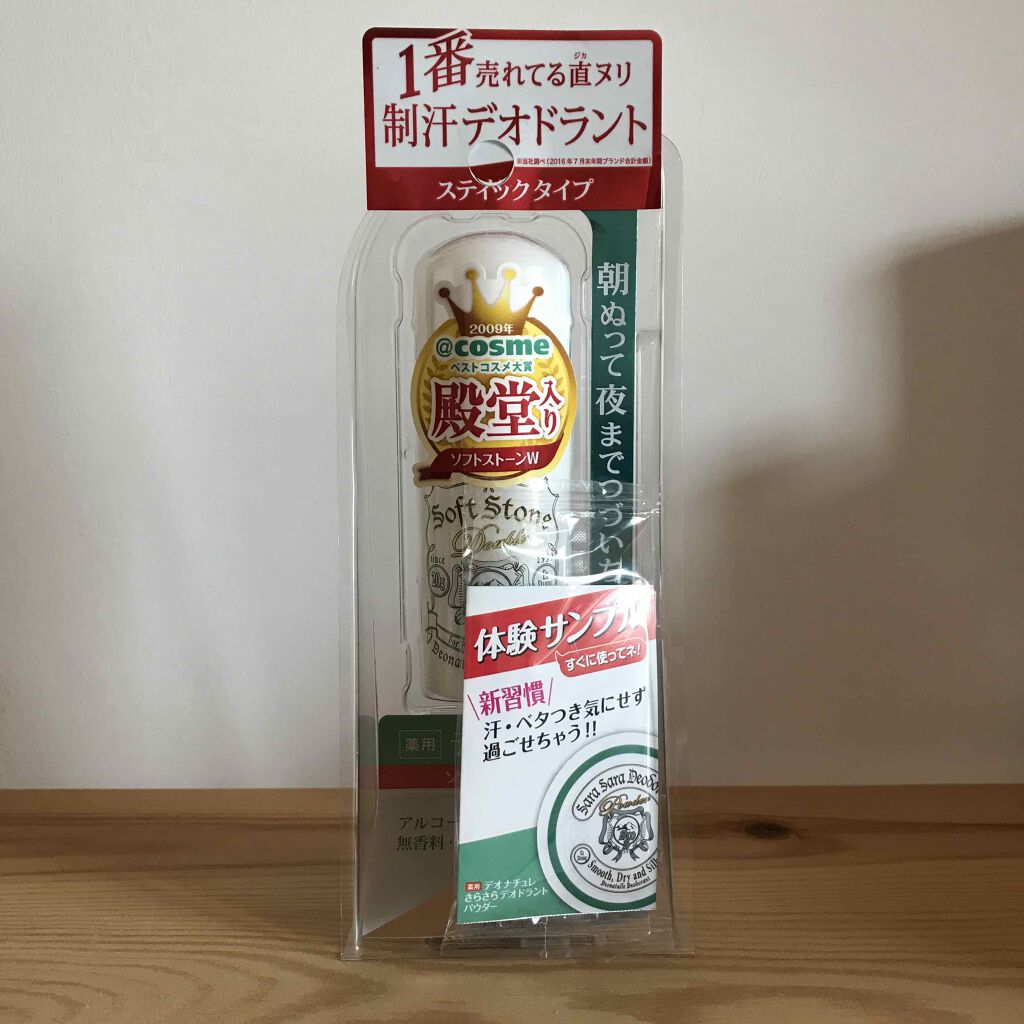 1番売れてる直ヌリ
ジカ
制汗デオドラント
※当社調べ(2016年7月末年間ブランド合計金額)
スティックタイプ
朝ぬって夜までつづい
2009年
@cosme
ベストコスメ大賞
殿堂入り
ソフトストーンW
Soft Stone
Double
since
体験サンプル
すぐに使ってネ!
新習慣
汗・ベタつき気にせず
過ごせちゃう!!
薬用
アルコー
無香料・
Sara Sara Deodor
Powder
Smooth, Dry and Sil
Deonatulle Deodorant
薬用 デオナチュレ
さらさらデオドラント
パウダー